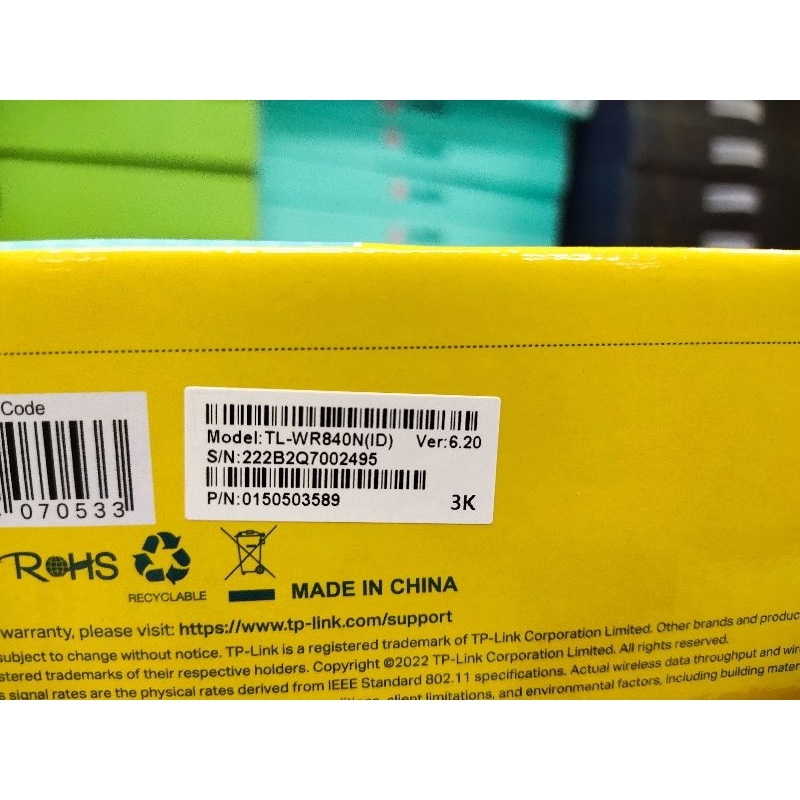 Code
070533
Model:TL-WR840N(ID) Ver:6.20
S/N:222B2Q7002495
P/N:0150503589 3K
RoHS
RECYCLABLE
MADE IN CHINA
warranty, please visit: https://www.tp-link.com/support
subject to change without notice. TP-Link is a registered trademark of TP-Link Corporation Limited. Other brands and produc
stered trademarks of their respective holders. Copyright ©2022 TP-Link Corporation Limited. All rights reserved.
s signal rates are the physical rates derived from IEEE Standard 802.11 specifications. Actual wireless data throughput and wire
client limitations, and environmental factors, including building mater